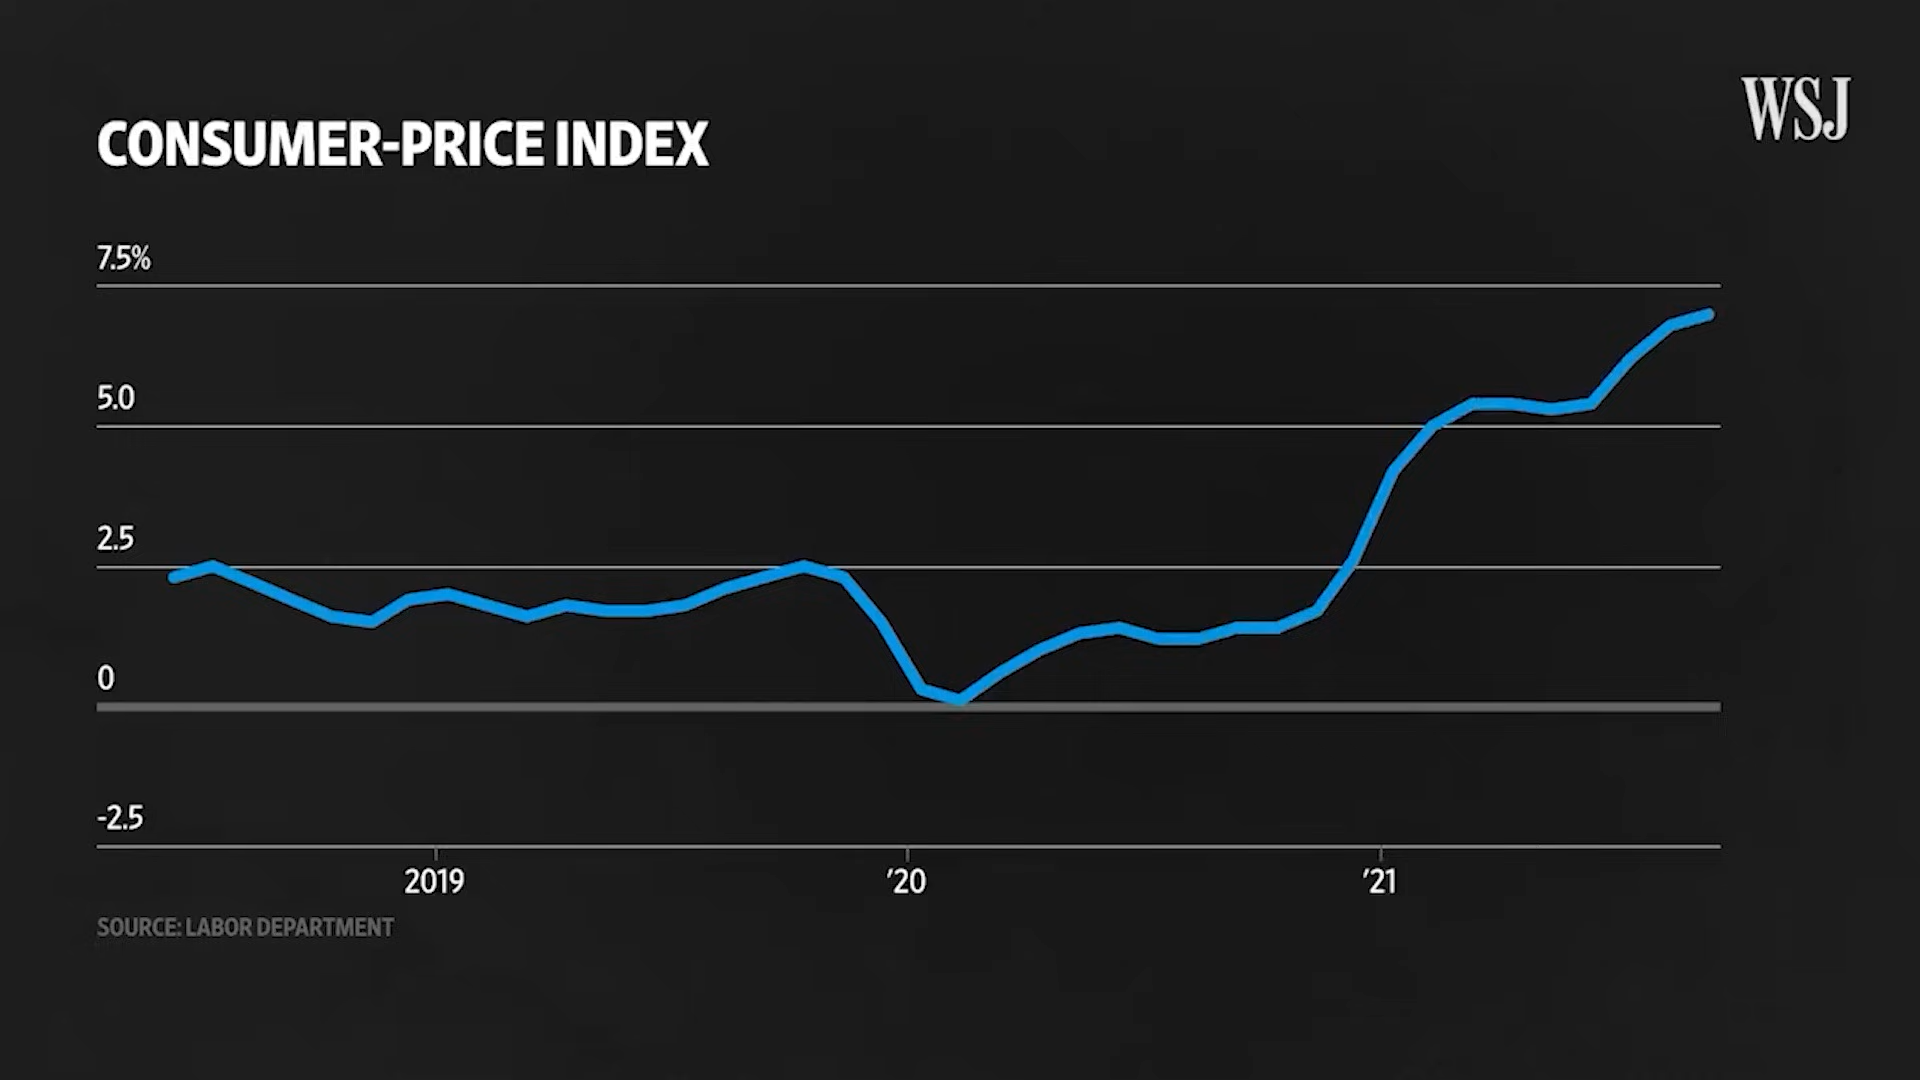 WSJ
CONSUMER-PRICE INDEX
7.5%
5.0
2.5
0
-2.5
2019
'20
'21
SOURCE: LABOR DEPARTMENT